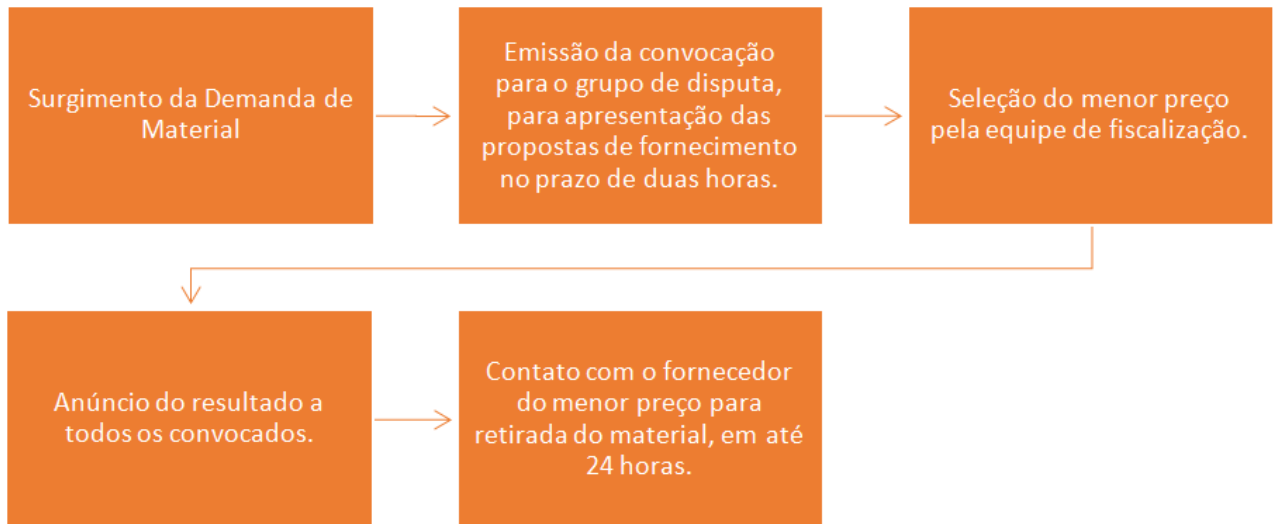 Surgimento da Demanda de
Material
Emissão da convocação
para o grupo de disputa,
para apresentação das
propostas de fornecimento
no prazo de duas horas.
Seleção do menor preço
pela equipe de fiscalização.
Anúncio do resultado a
todos os convocados.
Contato com o fornecedor
do menor preço para
retirada do material, em até
24 horas.